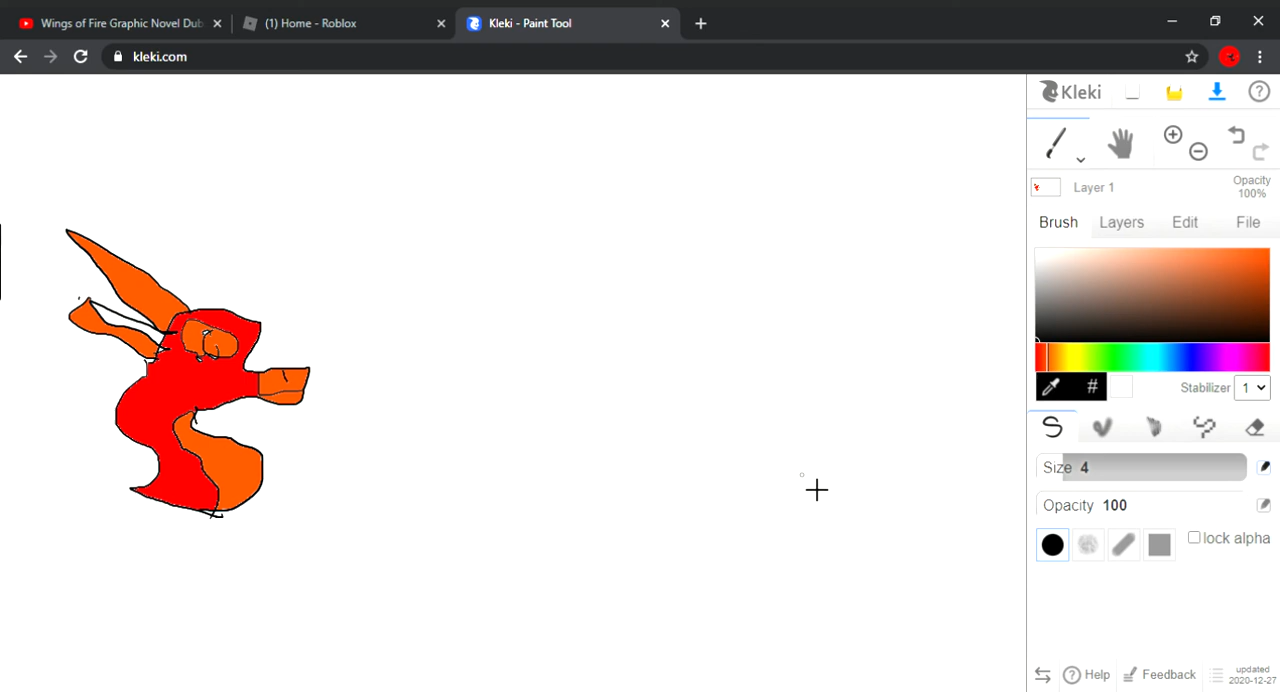 Wings of Fire Graphic Novel Dub
(1) Home - Roblox
Kleki - Paint Tool
kleki.com
Kleki
Layer 1
Opacity
100%
Brush
Layers
Edit
File
#
Stabilizer
1
Size 4
Opacity 100
lock alpha
Help
Feedback
updated
2020-12-27